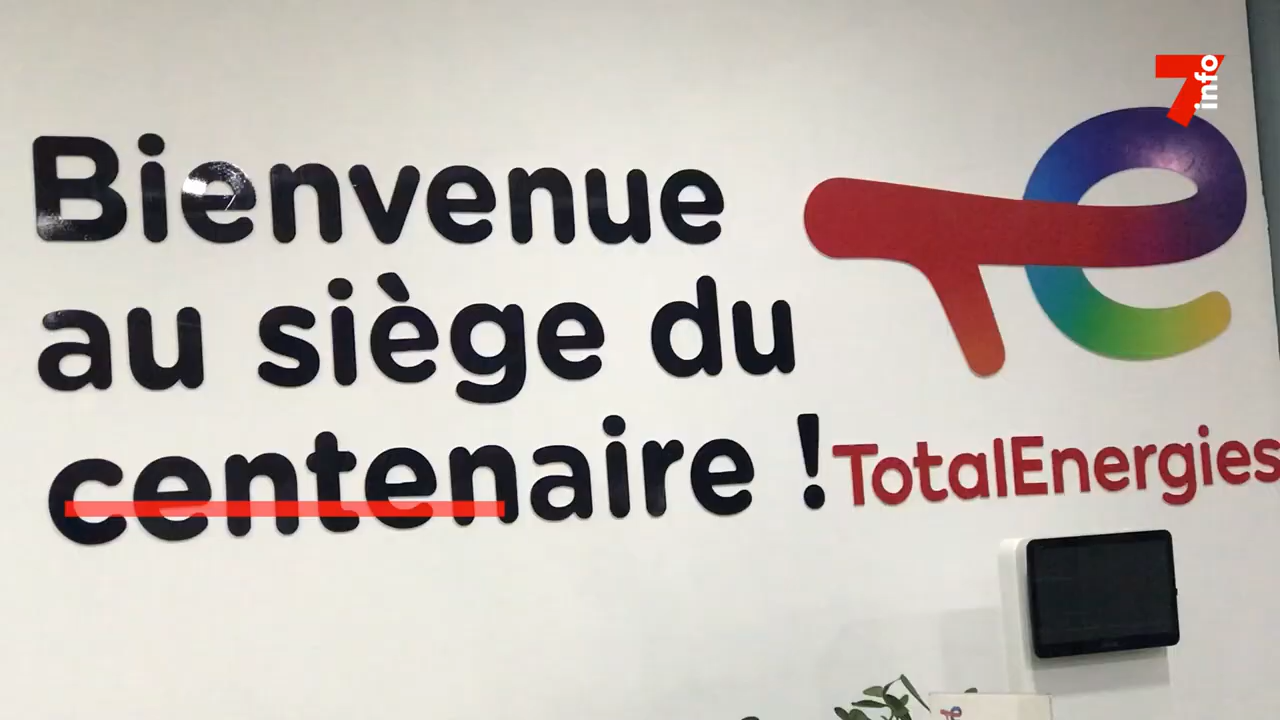 7 info
Bienvenue
au siège du
centenaire !
TotalEnergies